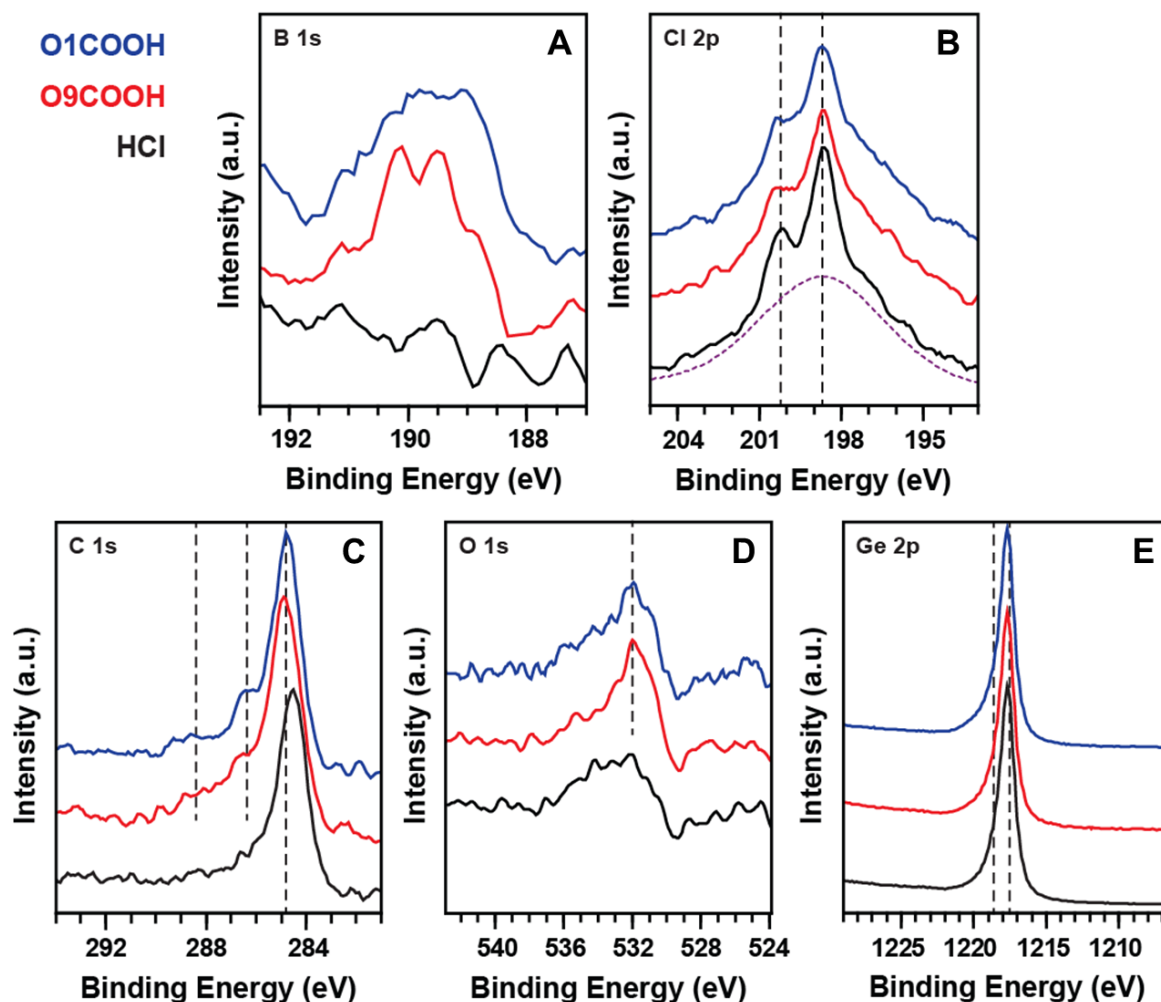 O1COOH
O9COOH
HCl
B 1s
A
Intensity (a.u.)
192 190 188
Binding Energy (eV)
Cl 2p
B
Intensity (a.u.)
204 201 198 195
Binding Energy (eV)
C 1s
C
Intensity (a.u.)
292 288 284
Binding Energy (eV)
O 1s
D
Intensity (a.u.)
540 536 532 528 524
Binding Energy (eV)
Ge 2p
E
Intensity (a.u.)
1225 1220 1215 1210
Binding Energy (eV)